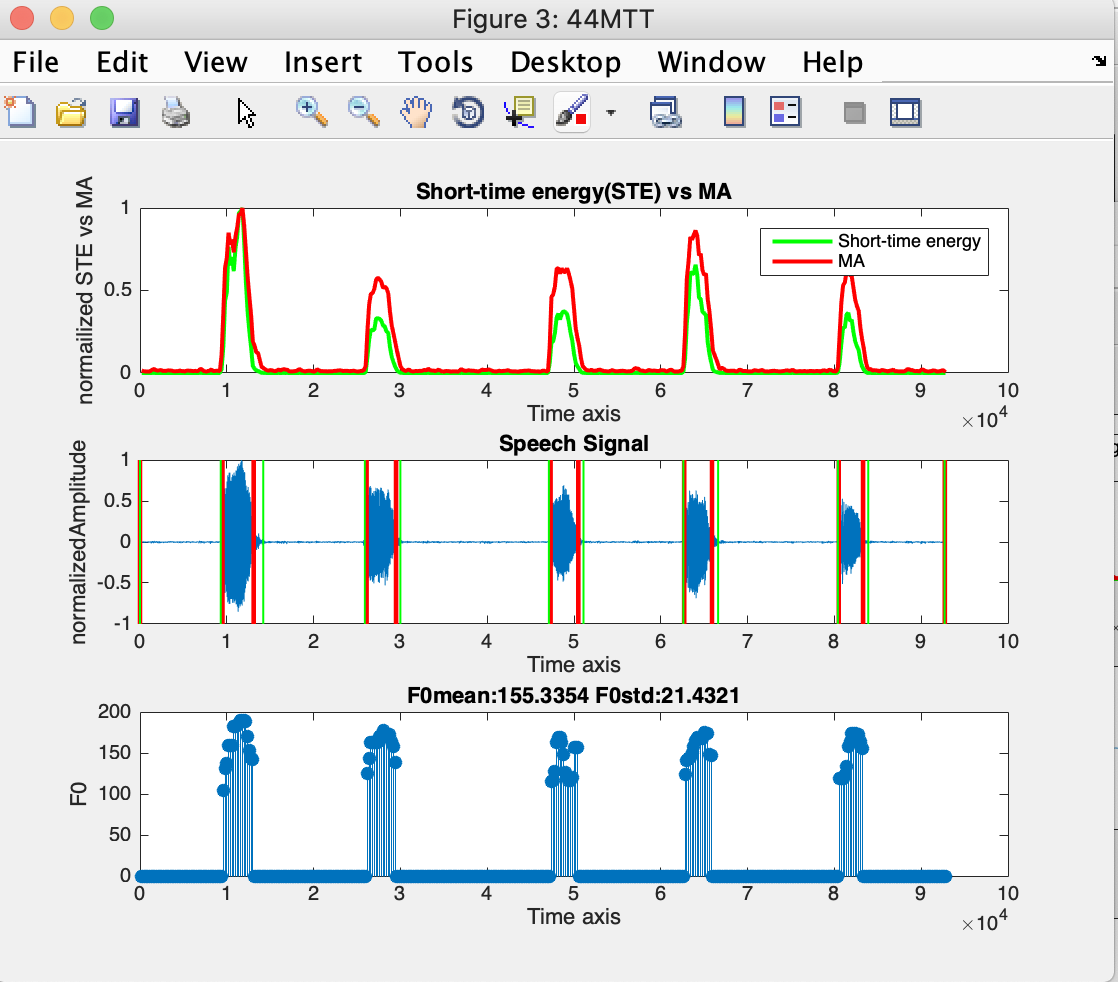 Figure 3: 44MTT
File Edit View Insert Tools Desktop Window Help
Short-time energy(STE) vs MA
normailized STE vs MA
1
0.5
0
Short-time energy
MA
0 1 2 3 4 5 6 7 8 9 10
Time axis
×10^4
Speech Signal
normalizedAmplitude
1
0.5
0
-0.5
-1
0 1 2 3 4 5 6 7 8 9 10
Time axis
F0mean:155.3354 F0std:21.4321
F0
200
150
100
50
0
0 1 2 3 4 5 6 7 8 9 10
Time axis
×10^4